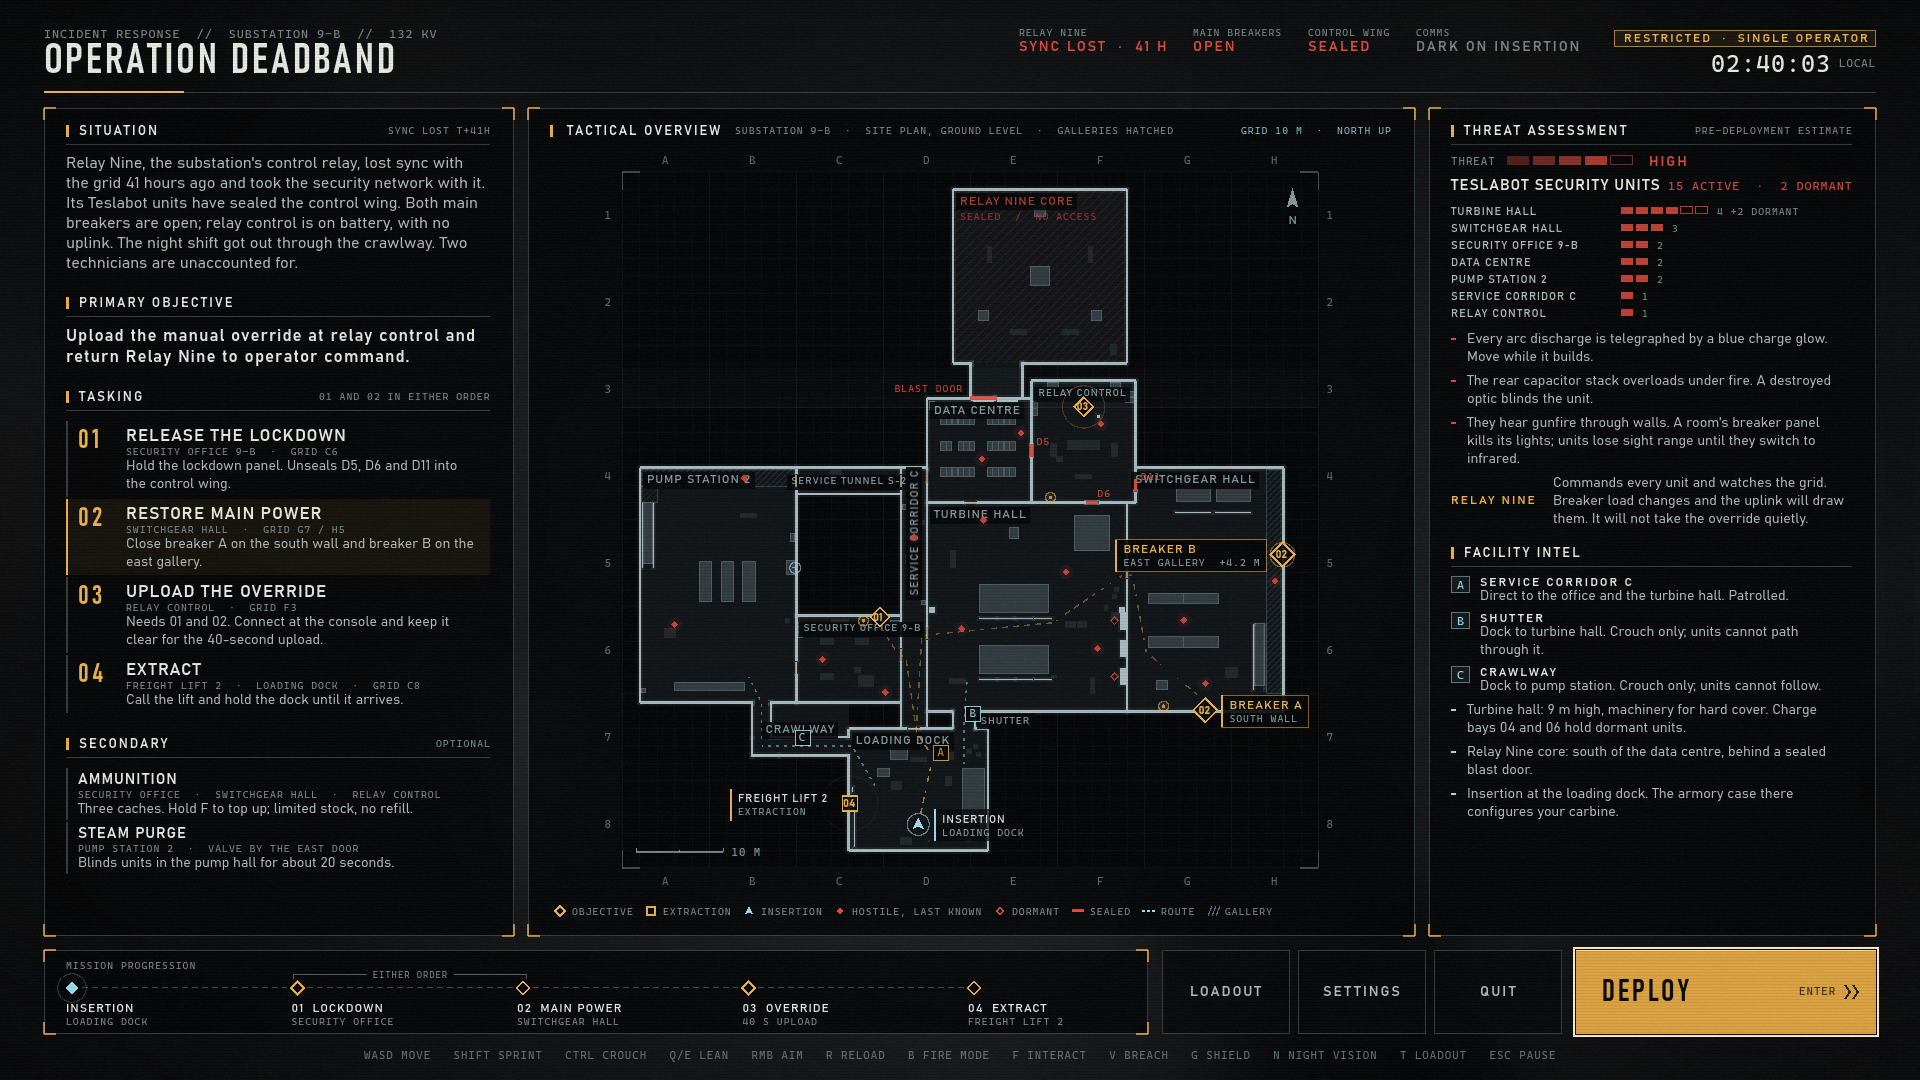 INCIDENT RESPONSE // SUBSTATION 9-B // 132 KV
OPERATION DEADBAND
RELAY NINE
SYNC LOST · 41 H
MAIN BREAKERS
OPEN
CONTROL WING
SEALED
COMMS
DARK ON INSERTION
RESTRICTED · SINGLE OPERATOR
02:40:03 LOCAL
SITUATION
SYNC LOST T+41H
Relay Nine, the substation's control relay, lost sync with
the grid 41 hours ago and took the security network with it.
Its Teslabot units have sealed the control wing. Both main
breakers are open; relay control is on battery, with no
uplink. The night shift got out through the crawlway. Two
technicians are unaccounted for.
PRIMARY OBJECTIVE
Upload the manual override at relay control and
return Relay Nine to operator command.
TASKING
01 AND 02 IN EITHER ORDER
01 RELEASE THE LOCKDOWN
SECURITY OFFICE 9-B · GRID C6
Hold the lockdown panel. Unseals D5, D6 and D11 into
the control wing.
02 RESTORE MAIN POWER
SWITCHGEAR HALL · GRID G7 / H5
Close breaker A on the south wall and breaker B on the
east gallery.
03 UPLOAD THE OVERRIDE
RELAY CONTROL · GRID F3
Needs 01 and 02. Connect at the console and keep it
clear for the 40-second upload.
04 EXTRACT
FREIGHT LIFT 2 · LOADING DOCK · GRID C8
Call the lift and hold the dock until it arrives.
SECONDARY
OPTIONAL
AMMUNITION
SECURITY OFFICE · SWITCHGEAR HALL · RELAY CONTROL
Three caches. Hold F to top up; limited stock, no refill.
STEAM PURGE
PUMP STATION 2 · VALVE BY THE EAST DOOR
Blinds units in the pump hall for about 20 seconds.
TACTICAL OVERVIEW SUBSTATION 9-B · SITE PLAN, GROUND LEVEL · GALLERIES HATCHED
GRID 10 M · NORTH UP
A B C D E F G H
1 1
2 2
3 3
4 4
5 5
6 6
7 7
8 8
N
RELAY NINE CORE
SEALED / NO ACCESS
BLAST DOOR
DATA CENTRE
RELAY CONTROL
03
D5
D6
PUMP STATION 2
SERVICE TUNNEL S-2
SERVICE CORRIDOR C
SWITCHGEAR HALL
TURBINE HALL
BREAKER B
EAST GALLERY +4.2 M
02
01
SECURITY OFFICE 9-B
02
BREAKER A
SOUTH WALL
B SHUTTER
CRAWLWAY
C
LOADING DOCK
A
FREIGHT LIFT 2
EXTRACTION
04
INSERTION
LOADING DOCK
10 M
A B C D E F G H
OBJECTIVE EXTRACTION INSERTION HOSTILE, LAST KNOWN DORMANT SEALED ROUTE GALLERY
THREAT ASSESSMENT
PRE-DEPLOYMENT ESTIMATE
THREAT HIGH
TESLABOT SECURITY UNITS 15 ACTIVE · 2 DORMANT
TURBINE HALL 4 +2 DORMANT
SWITCHGEAR HALL 3
SECURITY OFFICE 9-B 2
DATA CENTRE 2
PUMP STATION 2 2
SERVICE CORRIDOR C 1
RELAY CONTROL 1
Every arc discharge is telegraphed by a blue charge glow.
Move while it builds.
The rear capacitor stack overloads under fire. A destroyed
optic blinds the unit.
They hear gunfire through walls. A room's breaker panel
kills its lights; units lose sight range until they switch to
infrared.
RELAY NINE
Commands every unit and watches the grid.
Breaker load changes and the uplink will draw
them. It will not take the override quietly.
FACILITY INTEL
A SERVICE CORRIDOR C
Direct to the office and the turbine hall. Patrolled.
B SHUTTER
Dock to turbine hall. Crouch only; units cannot path
through it.
C CRAWLWAY
Dock to pump station. Crouch only; units cannot follow.
Turbine hall: 9 m high, machinery for hard cover. Charge
bays 04 and 06 hold dormant units.
Relay Nine core: south of the data centre, behind a sealed
blast door.
Insertion at the loading dock. The armory case there
configures your carbine.
MISSION PROGRESSION
EITHER ORDER
INSERTION
LOADING DOCK
01 LOCKDOWN
SECURITY OFFICE
02 MAIN POWER
SWITCHGEAR HALL
03 OVERRIDE
40 S UPLOAD
04 EXTRACT
FREIGHT LIFT 2
LOADOUT
SETTINGS
QUIT
DEPLOY ENTER
WASD MOVE SHIFT SPRINT CTRL CROUCH Q/E LEAN RMB AIM R RELOAD B FIRE MODE F INTERACT V BREACH G SHIELD N NIGHT VISION T LOADOUT ESC PAUSE